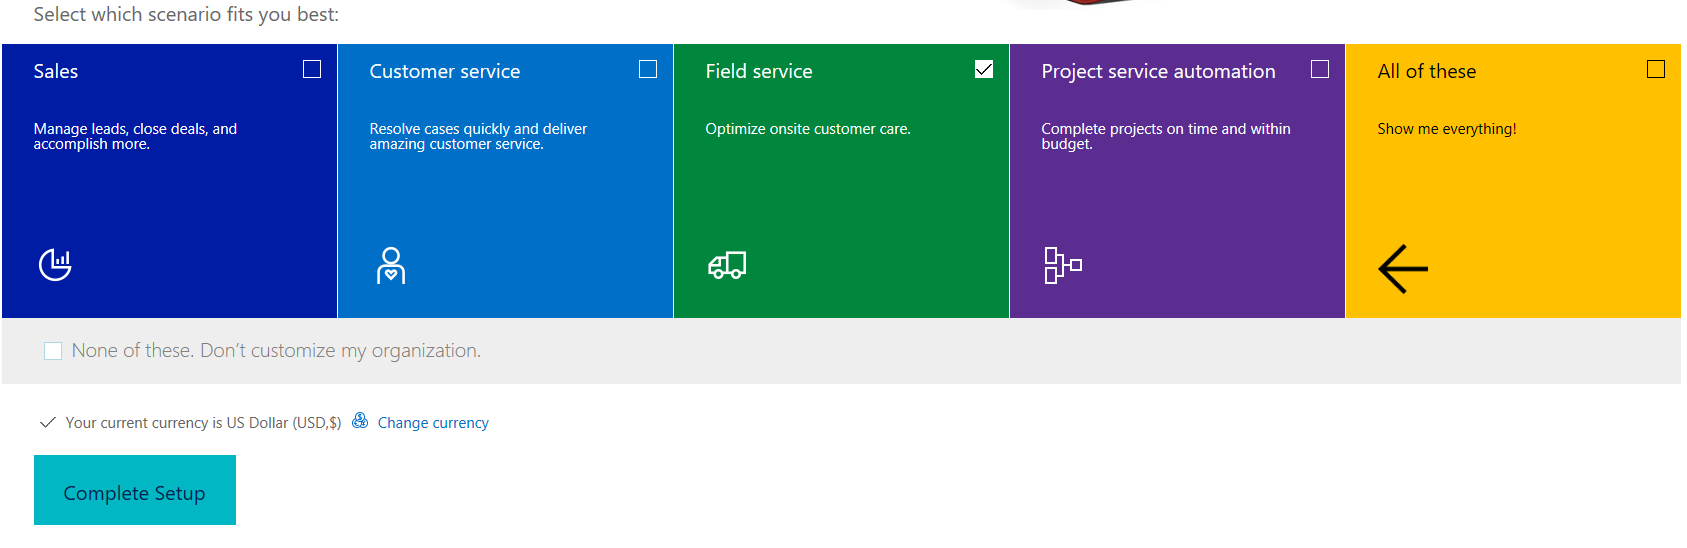 Select which scenario fits you best:
Sales
Manage leads, close deals, and
accomplish more.
Customer service
Resolve cases quickly and deliver
amazing customer service.
Field service
Optimize onsite customer care.
Project service automation
Complete projects on time and within
budget.
All of these
Show me everything!
None of these. Don't customize my organization.
Your current currency is US Dollar (USD,$) Change currency
Complete Setup